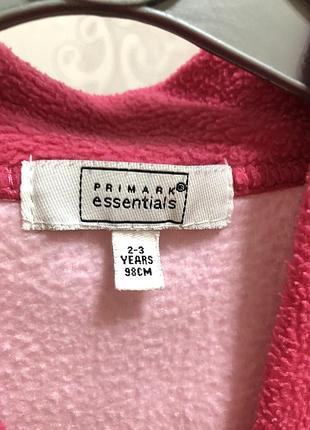 PRIMARK®
essentials
2-3
YEARS
98CM